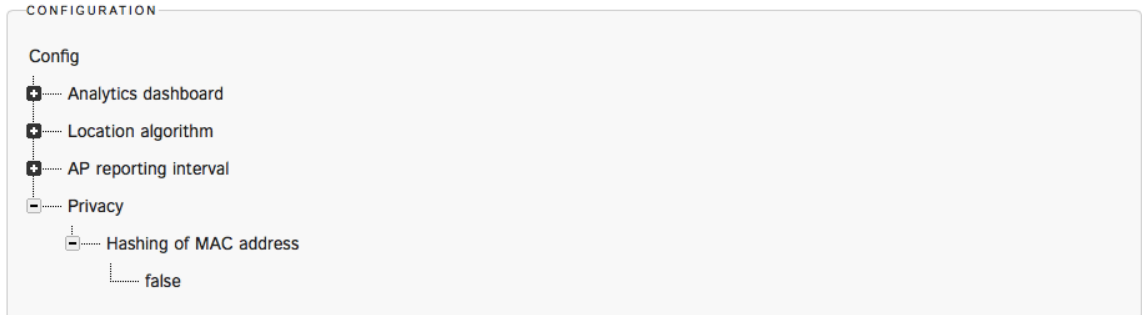 CONFIGURATION
Config
Analytics dashboard
Location algorithm
AP reporting interval
Privacy
Hashing of MAC address
false